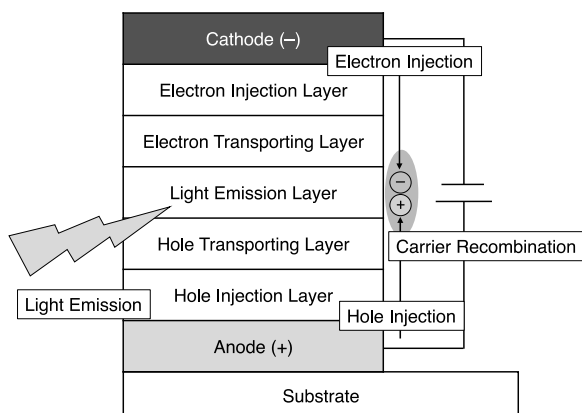 Cathode (–)
Electron Injection
Electron Injection Layer
Electron Transporting Layer
Light Emission Layer
–
+
Hole Transporting Layer
Carrier Recombination
Light Emission
Hole Injection Layer
Hole Injection
Anode (+)
Substrate